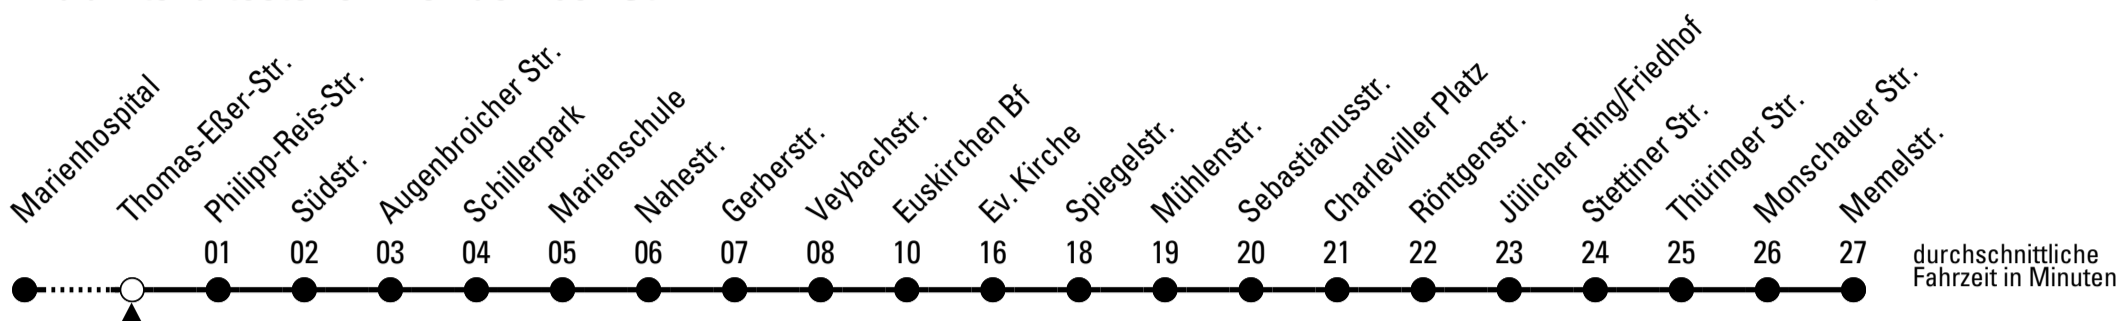 Marienhospital
Thomas-Eßer-Str.
Philipp-Reis-Str.
Südstr.
Augenbroicher Str.
Schillerpark
Marienschule
Nahestr.
Gerberstr.
Veybachstr.
Euskirchen Bf
Ev. Kirche
Spiegelstr.
Mühlenstr.
Sebastianusstr.
Charleviller Platz
Röntgenstr.
Jülicher Ring/Friedhof
Stettiner Str.
Thüringer Str.
Monschauer Str.
Memelstr.
01 02 03 04 05 06 07 08 10 16 18 19 20 21 22 23 24 25 26 27
durchschnittliche
Fahrzeit in Minuten